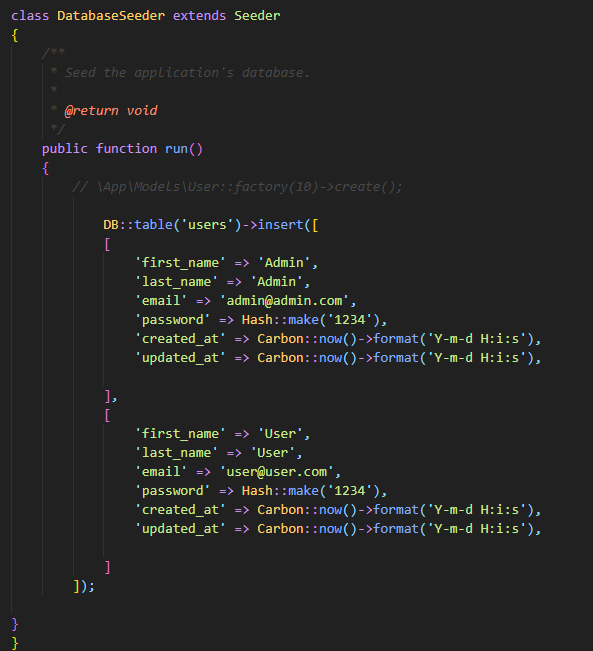 class DatabaseSeeder extends Seeder
{
    /**
     * Seed the application's database.
     *
     * @return void
     */
    public function run()
    {
        // \App\Models\User::factory(10)->create();

            DB::table('users')->insert([
            [
                'first_name' => 'Admin',
                'last_name' => 'Admin',
                'email' => 'admin@admin.com',
                'password' => Hash::make('1234'),
                'created_at' => Carbon::now()->format('Y-m-d H:i:s'),
                'updated_at' => Carbon::now()->format('Y-m-d H:i:s'),

            ],
            [
                'first_name' => 'User',
                'last_name' => 'User',
                'email' => 'user@user.com',
                'password' => Hash::make('1234'),
                'created_at' => Carbon::now()->format('Y-m-d H:i:s'),
                'updated_at' => Carbon::now()->format('Y-m-d H:i:s'),

            ]
        ]);

}
}